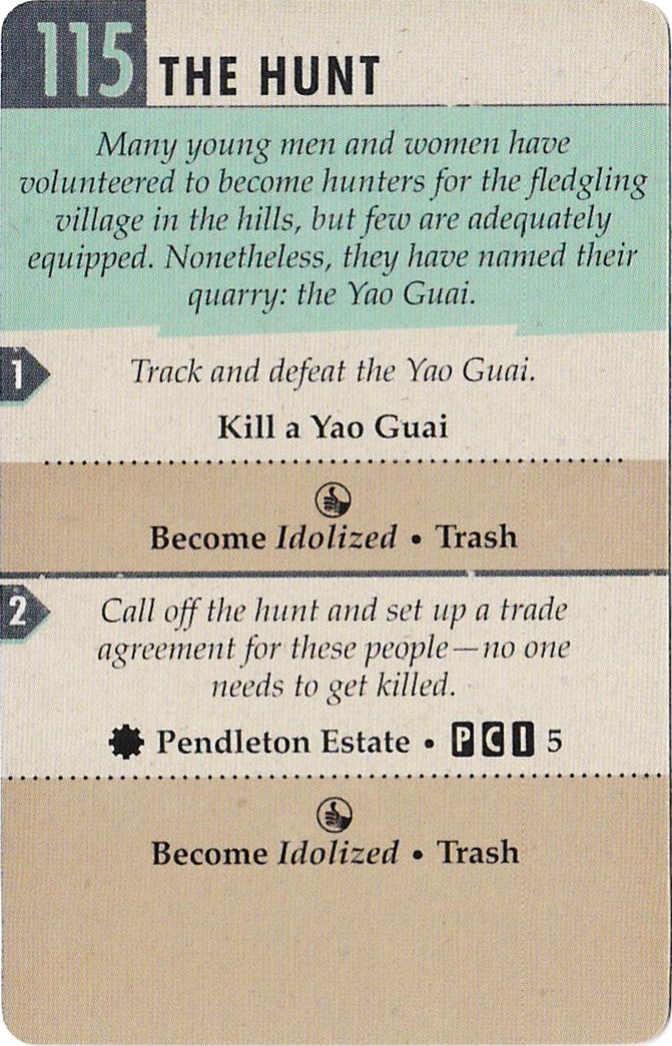 115 THE HUNT
Many young men and women have
volunteered to become hunters for the fledgling
village in the hills, but few are adequately
equipped. Nonetheless, they have named their
quarry: the Yao Guai.
1
Track and defeat the Yao Guai.
Kill a Yao Guai
Become Idolized • Trash
2
Call off the hunt and set up a trade
agreement for these people—no one
needs to get killed.
Pendleton Estate • P C I 5
Become Idolized • Trash